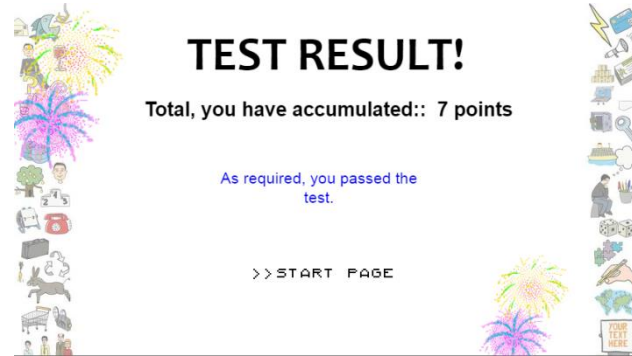 TEST RESULT!
Total, you have accumulated:: 7 points
As required, you passed the
test.
>>START PAGE
YOUR
TEXT
HERE